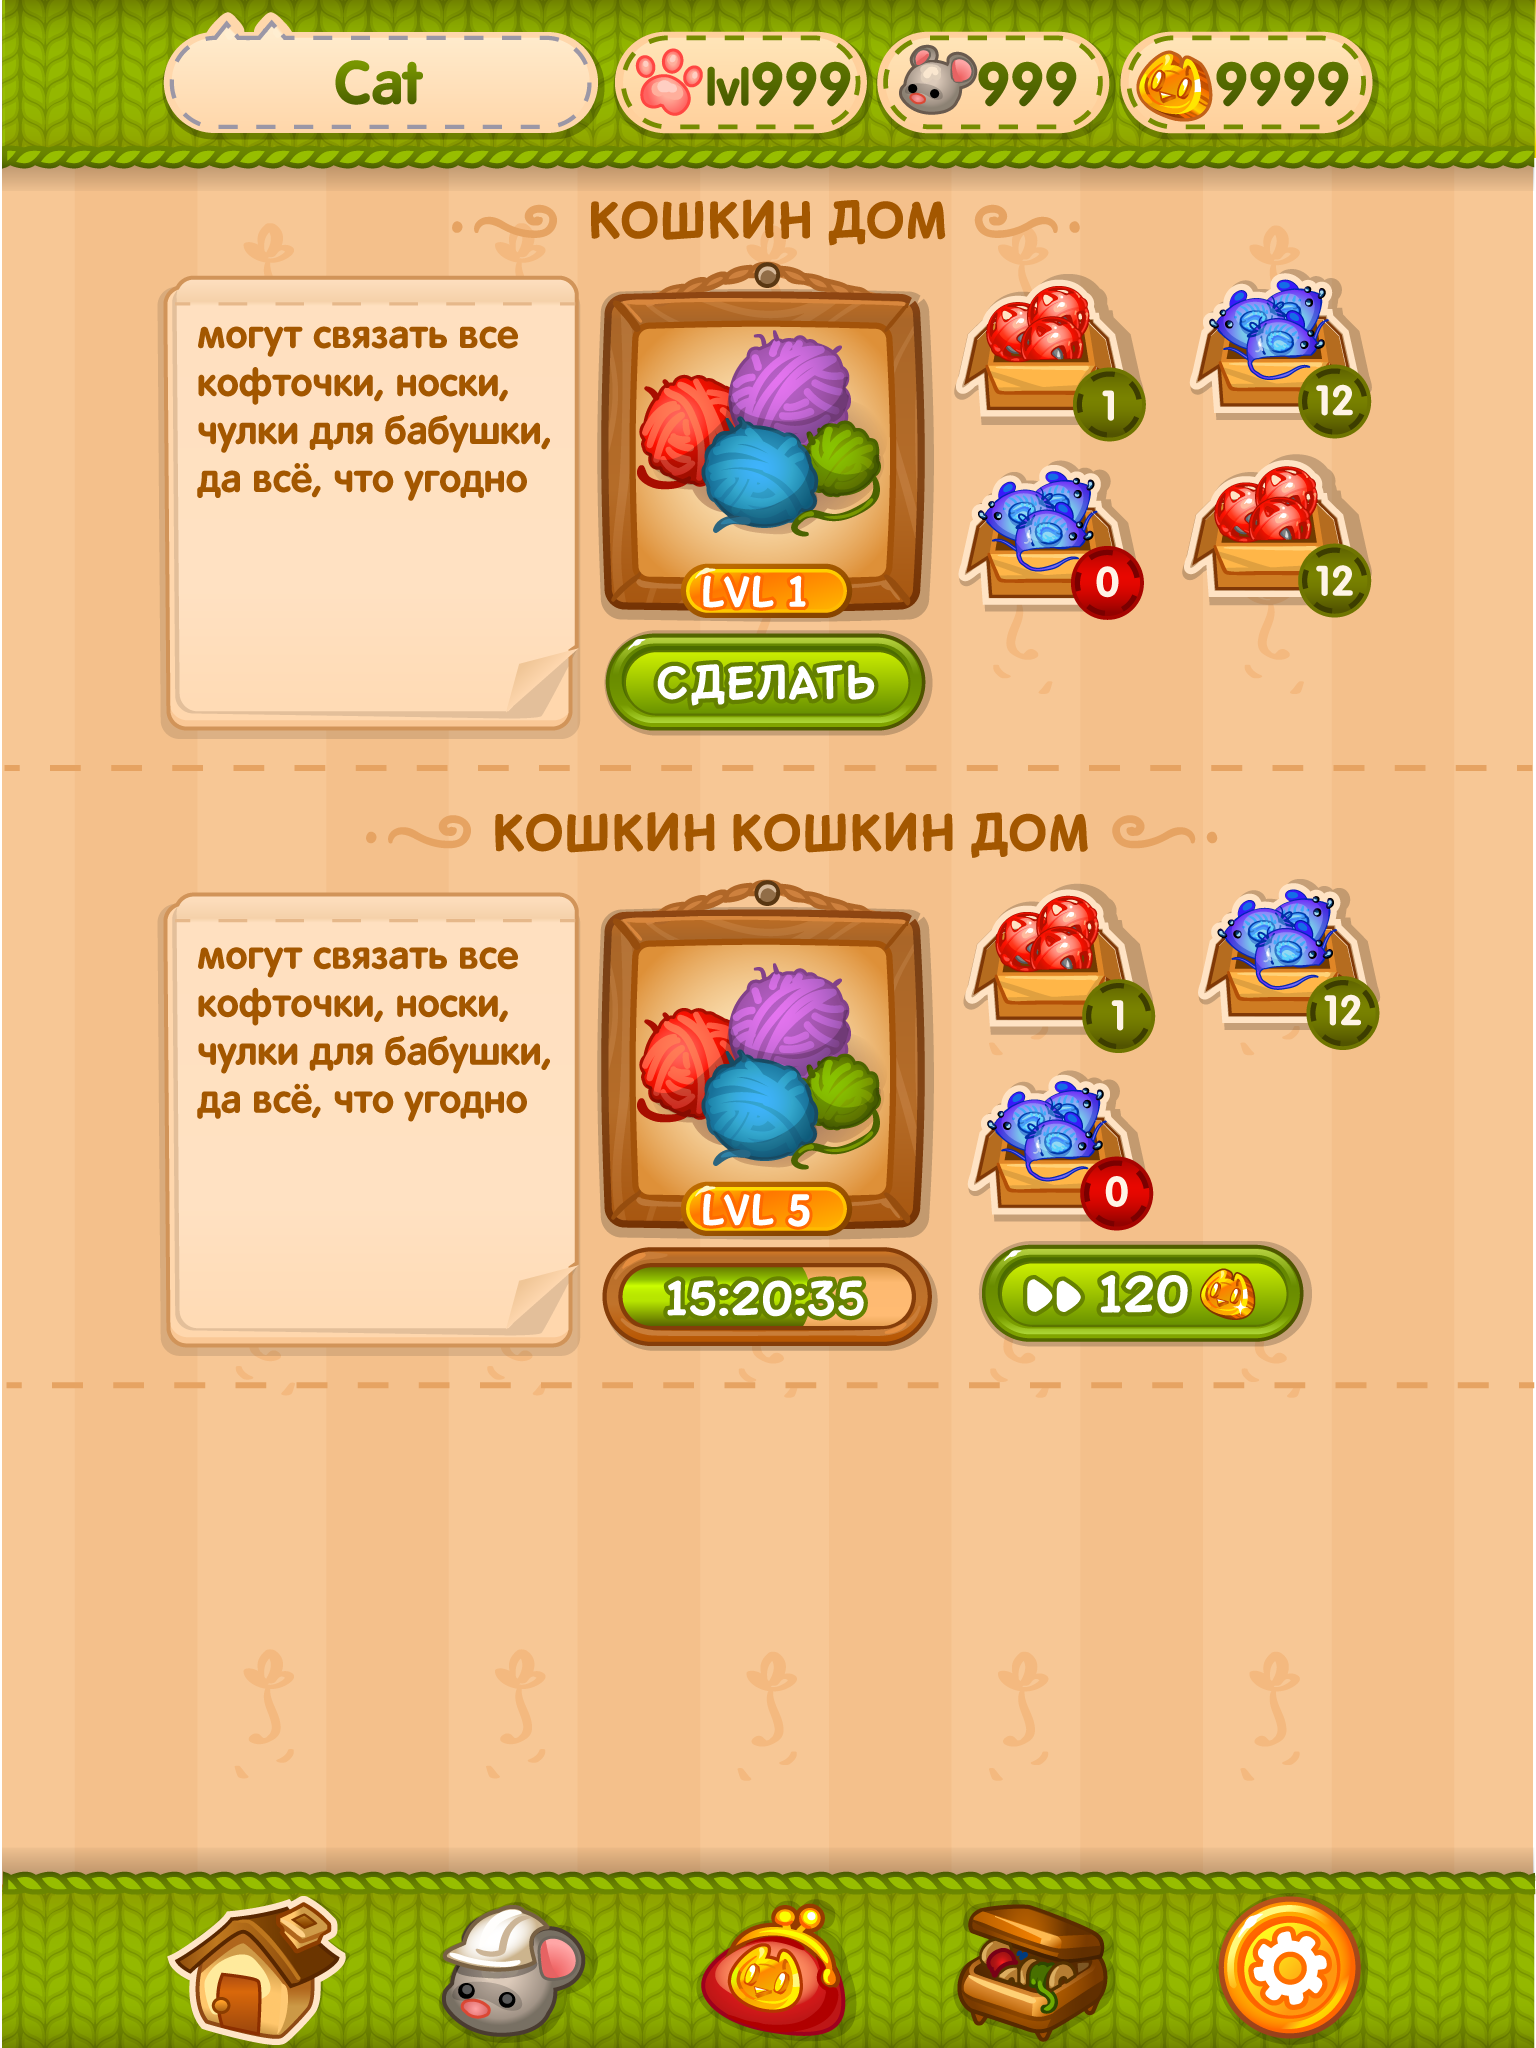 Cat
lvl999
999
9999
КОШКИН ДОМ
могут связать все
кофточки, носки,
чулки для бабушки,
да всё, что угодно
LVL 1
СДЕЛАТЬ
1
12
0
12
КОШКИН КОШКИН ДОМ
могут связать все
кофточки, носки,
чулки для бабушки,
да всё, что угодно
LVL 5
15:20:35
1
12
0
120